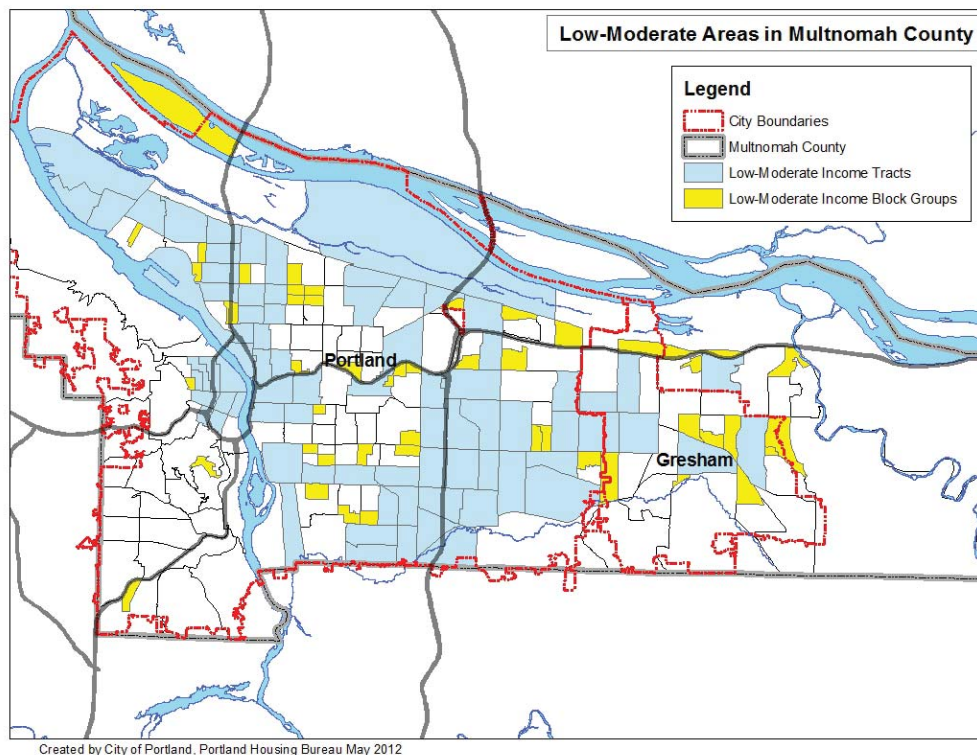 Low-Moderate Areas in Multnomah County
Legend
City Boundaries
Multnomah County
Low-Moderate Income Tracts
Low-Moderate Income Block Groups
Portland
Gresham
Created by City of Portland, Portland Housing Bureau May 2012